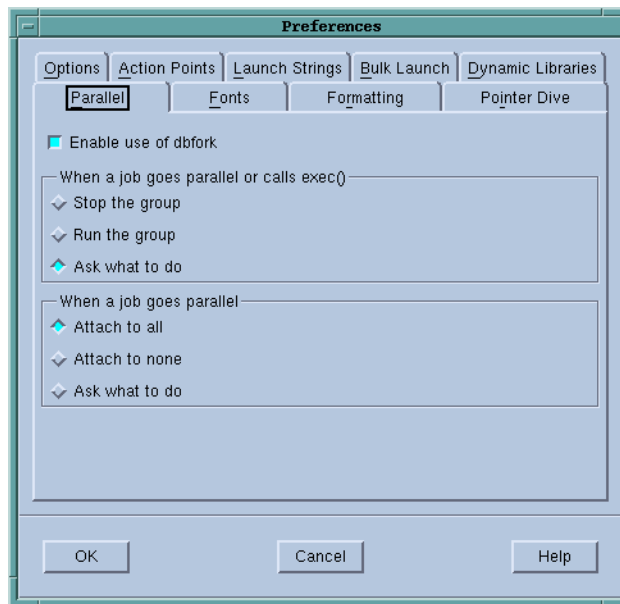 Preferences
Options Action Points Launch Strings Bulk Launch Dynamic Libraries
Parallel Fonts Formatting Pointer Dive
Enable use of dbfork
When a job goes parallel or calls exec()
Stop the group
Run the group
Ask what to do
When a job goes parallel
Attach to all
Attach to none
Ask what to do
OK Cancel Help